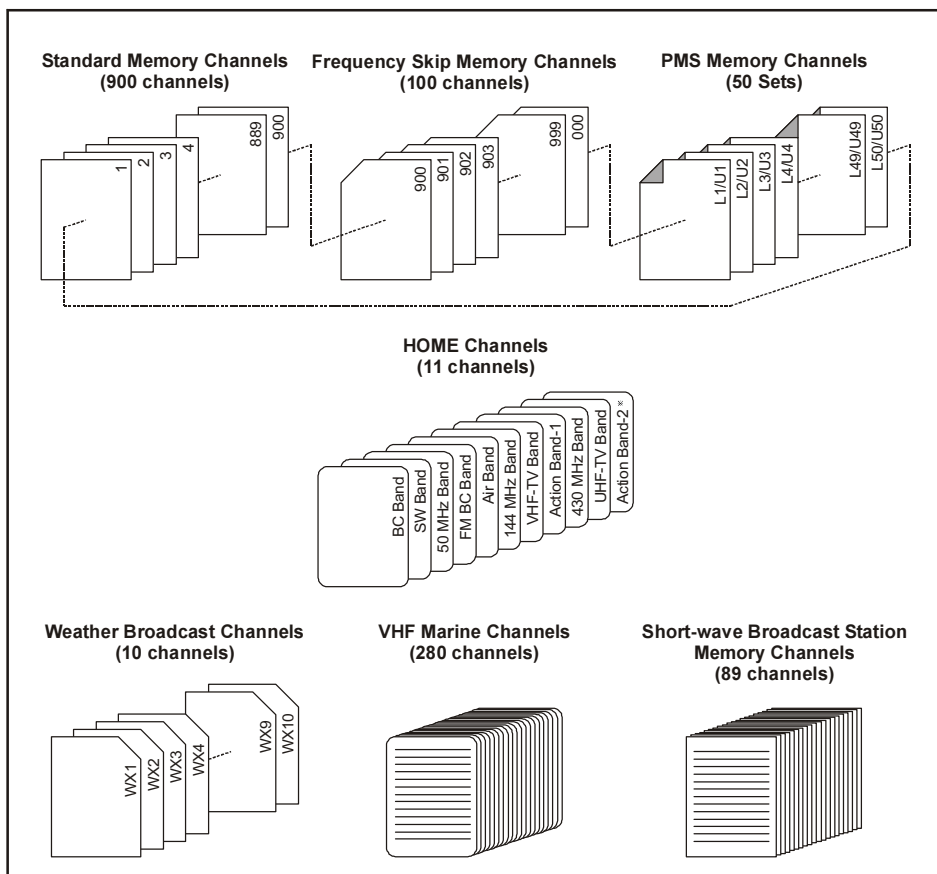 Standard Memory Channels
(900 channels)
Frequency Skip Memory Channels
(100 channels)
PMS Memory Channels
(50 Sets)
1
2
3
4
889
900
900
901
902
903
999
000
L1/U1
L2/U2
L3/U3
L4/U4
L49/U49
L50/U50
HOME Channels
(11 channels)
BC Band
SW Band
50 MHz Band
FM BC Band
Air Band
144 MHz Band
VHF-TV Band
Action Band-1
430 MHz Band
UHF-TV Band
Action Band-2 ※
Weather Broadcast Channels
(10 channels)
VHF Marine Channels
(280 channels)
Short-wave Broadcast Station
Memory Channels
(89 channels)
WX1
WX2
WX3
WX4
WX9
WX10